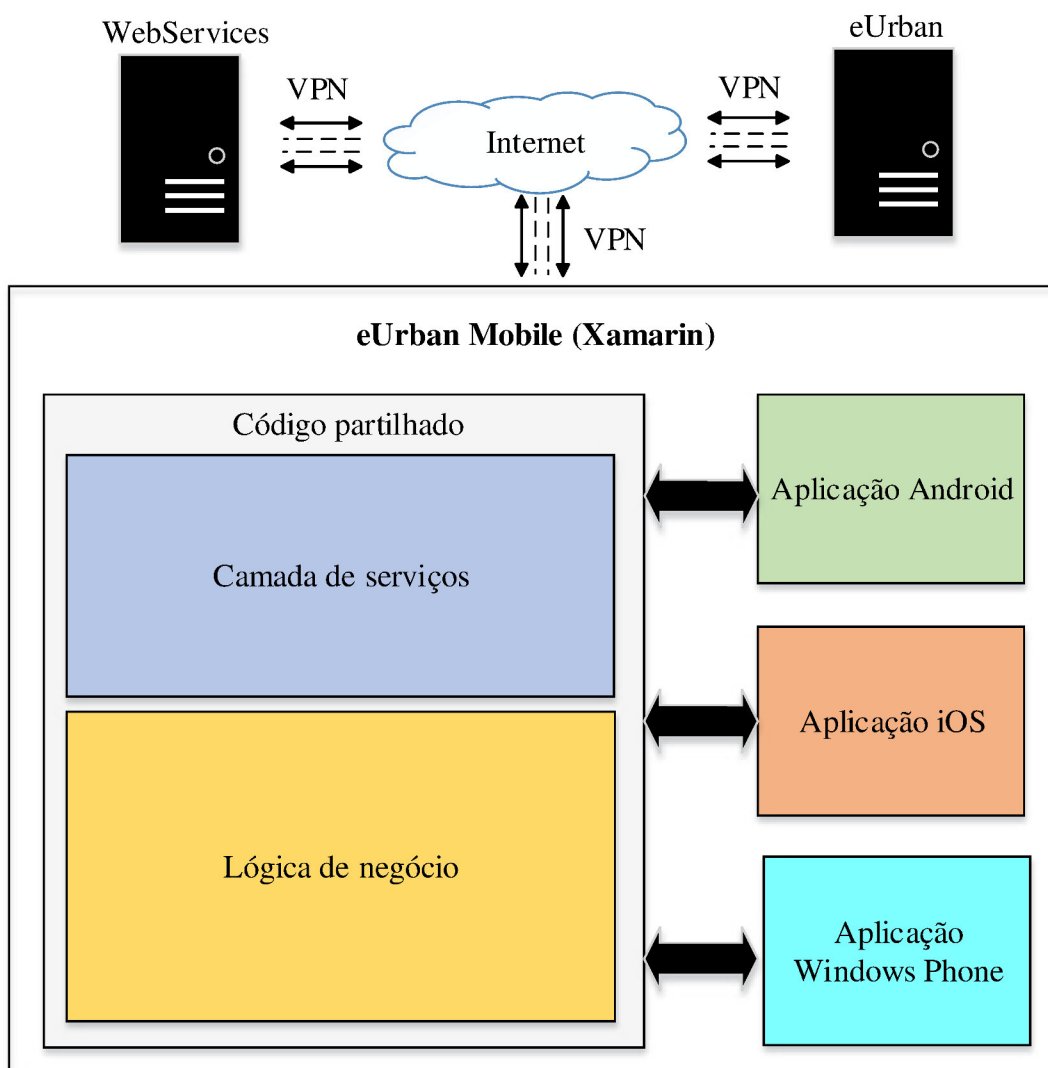 WebServices
eUrban
VPN
VPN
Internet
VPN
eUrban Mobile (Xamarin)
Código partilhado
Camada de serviços
Lógica de negócio
Aplicação Android
Aplicação iOS
Aplicação
Windows Phone